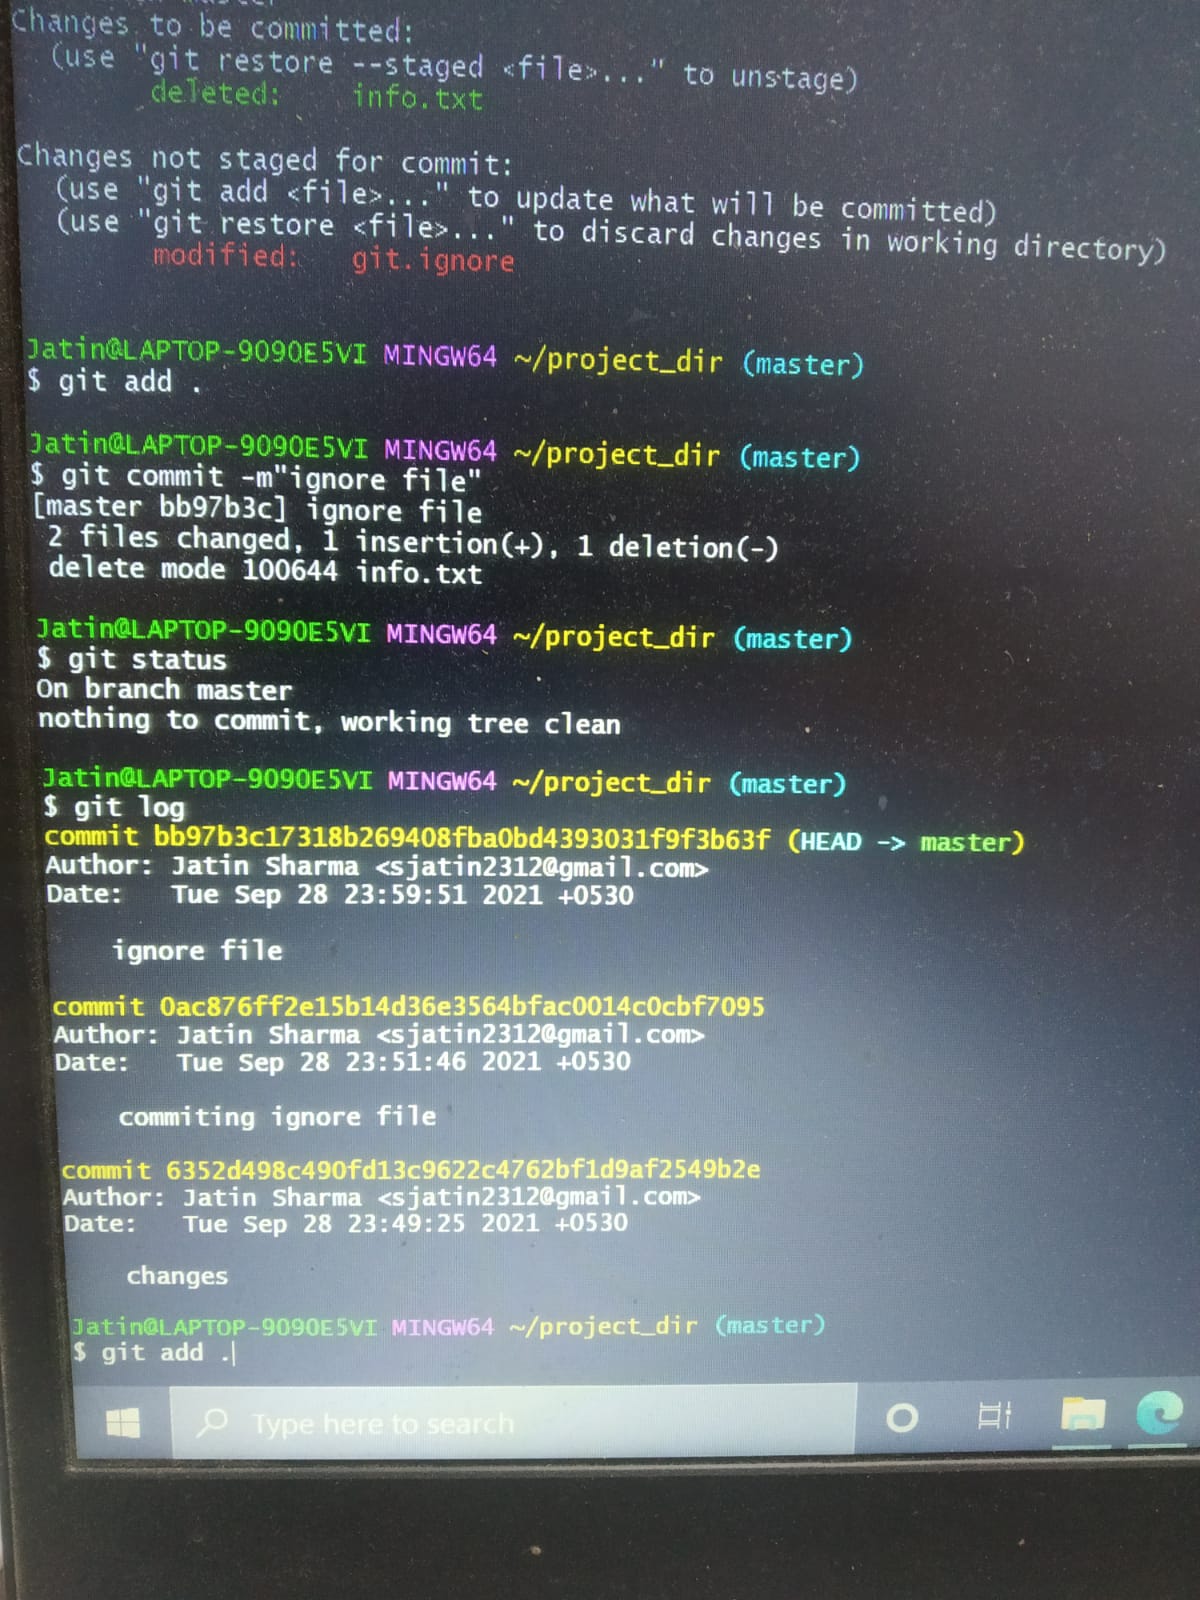 Changes to be committed:
(use "git restore --staged <file>..." to unstage)
deleted: info.txt
Changes not staged for commit:
(use "git add <file>..." to update what will be committed)
(use "git restore <file>..." to discard changes in working directory)
modified: git.ignore
Jatin@LAPTOP-9090E5VI MINGW64 ~/project_dir (master)
$ git add .
Jatin@LAPTOP-9090E5VI MINGW64 ~/project_dir (master)
$ git commit -m"ignore file"
[master bb97b3c] ignore file
2 files changed, 1 insertion(+), 1 deletion(-)
delete mode 100644 info.txt
Jatin@LAPTOP-9090E5VI MINGW64 ~/project_dir (master)
$ git status
On branch master
nothing to commit, working tree clean
Jatin@LAPTOP-9090E5VI MINGW64 ~/project_dir (master)
$ git log
commit bb97b3c17318b269408fba0bd4393031f9f3b63f (HEAD -> master)
Author: Jatin Sharma <sjatin2312@gmail.com>
Date: Tue Sep 28 23:59:51 2021 +0530
ignore file
commit 0ac876ff2e15b14d36e3564bfac0014c0cbf7095
Author: Jatin Sharma <sjatin2312@gmail.com>
Date: Tue Sep 28 23:51:46 2021 +0530
commiting ignore file
commit 6352d498c490fd13c9622c4762bf1d9af2549b2e
Author: Jatin Sharma <sjatin2312@gmail.com>
Date: Tue Sep 28 23:49:25 2021 +0530
changes
Jatin@LAPTOP-9090E5VI MINGW64 ~/project_dir (master)
$ git add .
Type here to search